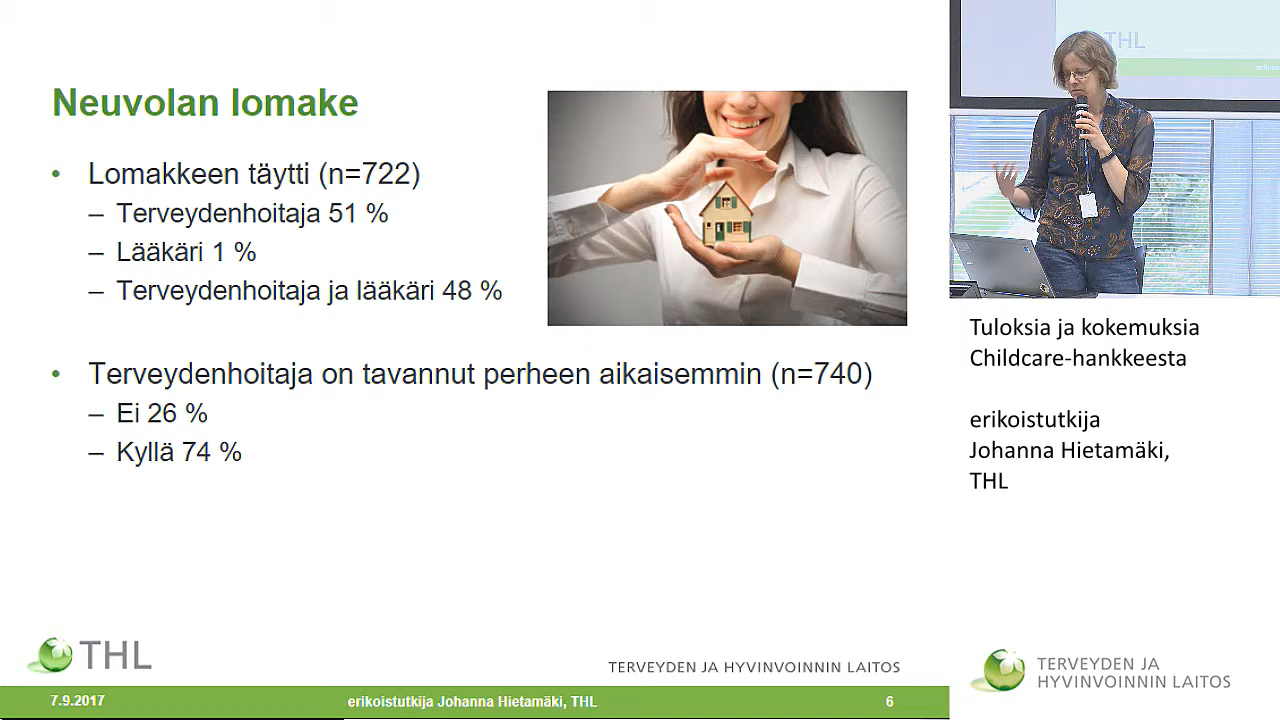 Neuvolan lomake
• Lomakkeen täytti (n=722)
– Terveydenhoitaja 51 %
– Lääkäri 1 %
– Terveydenhoitaja ja lääkäri 48 %
• Terveydenhoitaja on tavannut perheen aikaisemmin (n=740)
– Ei 26 %
– Kyllä 74 %
THL
TERVEYDEN JA HYVINVOINNIN LAITOS
7.9.2017
erikoistutkija Johanna Hietamäki, THL
6
THL
Tuloksia ja kokemuksia
Childcare-hankkeesta
erikoistutkija
Johanna Hietamäki,
THL
TERVEYDEN JA
HYVINVOINNIN LAITOS